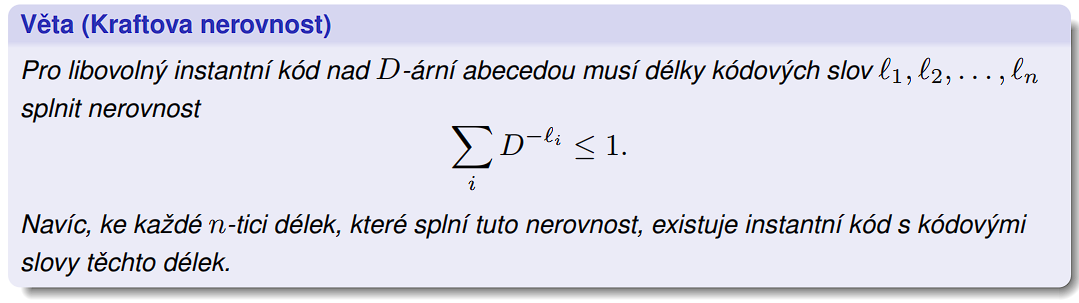 Věta (Kraftova nerovnost)
Pro libovolný instantní kód nad D-ární abecedou musí délky kódových slov ℓ₁, ℓ₂, . . . , ℓₙ
splnit nerovnost
∑ᵢ D^{−ℓᵢ} ≤ 1.
Navíc, ke každé n-tici délek, které splní tuto nerovnost, existuje instantní kód s kódovými
slovy těchto délek.